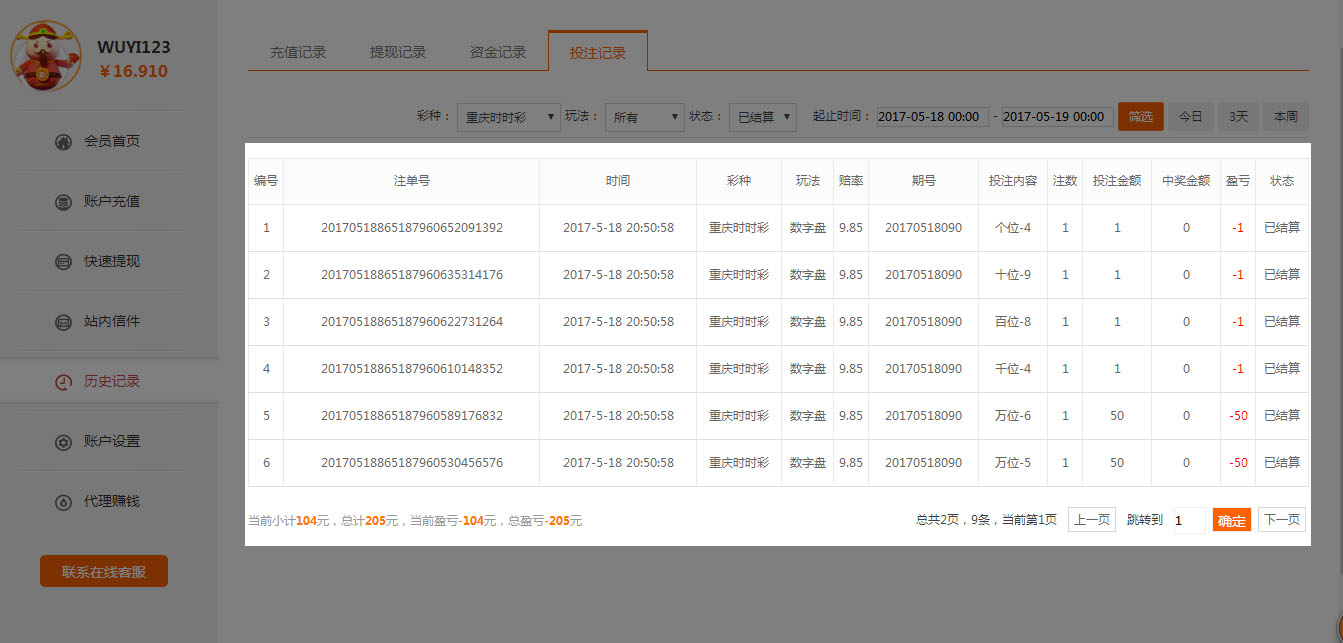 WUYI123
￥16.910
会员首页
账户充值
快速提现
站内信件
历史记录
账户设置
代理赚钱
联系在线客服
充值记录 提现记录 资金记录 投注记录
彩种： 重庆时时彩 玩法： 所有 状态： 已结算 起止时间： 2017-05-18 00:00 - 2017-05-19 00:00 筛选 今日 3天 本周
编号 注单号 时间 彩种 玩法 赔率 期号 投注内容 注数 投注金额 中奖金额 盈亏 状态
1 20170518865187960652091392 2017-5-18 20:50:58 重庆时时彩 数字盘 9.85 20170518090 个位-4 1 1 0 -1 已结算
2 20170518865187960635314176 2017-5-18 20:50:58 重庆时时彩 数字盘 9.85 20170518090 十位-9 1 1 0 -1 已结算
3 20170518865187960622731264 2017-5-18 20:50:58 重庆时时彩 数字盘 9.85 20170518090 百位-8 1 1 0 -1 已结算
4 20170518865187960610148352 2017-5-18 20:50:58 重庆时时彩 数字盘 9.85 20170518090 千位-4 1 1 0 -1 已结算
5 20170518865187960589176832 2017-5-18 20:50:58 重庆时时彩 数字盘 9.85 20170518090 万位-6 1 50 0 -50 已结算
6 20170518865187960530456576 2017-5-18 20:50:58 重庆时时彩 数字盘 9.85 20170518090 万位-5 1 50 0 -50 已结算
当前小计104元，总计205元，当前盈亏-104元，总盈亏-205元 总共2页，9条，当前第1页 上一页 跳转到 1 确定 下一页